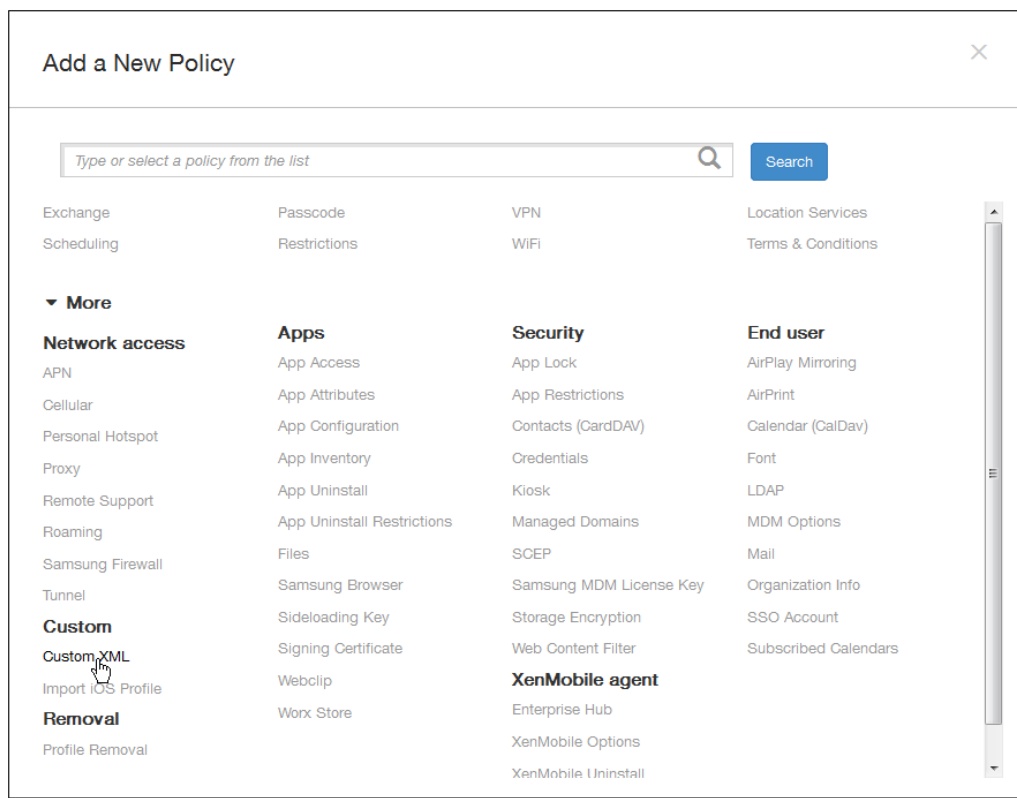 Add a New Policy
Type or select a policy from the list
Search
Exchange
Passcode
VPN
Location Services
Scheduling
Restrictions
WiFi
Terms & Conditions
More
Network access
APN
Cellular
Personal Hotspot
Proxy
Remote Support
Roaming
Samsung Firewall
Tunnel
Custom
Custom XML
Import iOS Profile
Removal
Profile Removal
Apps
App Access
App Attributes
App Configuration
App Inventory
App Uninstall
App Uninstall Restrictions
Files
Samsung Browser
Sideloading Key
Signing Certificate
Webclip
Worx Store
Security
App Lock
App Restrictions
Contacts (CardDAV)
Credentials
Kiosk
Managed Domains
SCEP
Samsung MDM License Key
Storage Encryption
Web Content Filter
XenMobile agent
Enterprise Hub
XenMobile Options
XenMobile Uninstall
End user
AirPlay Mirroring
AirPrint
Calendar (CalDav)
Font
LDAP
MDM Options
Mail
Organization Info
SSO Account
Subscribed Calendars